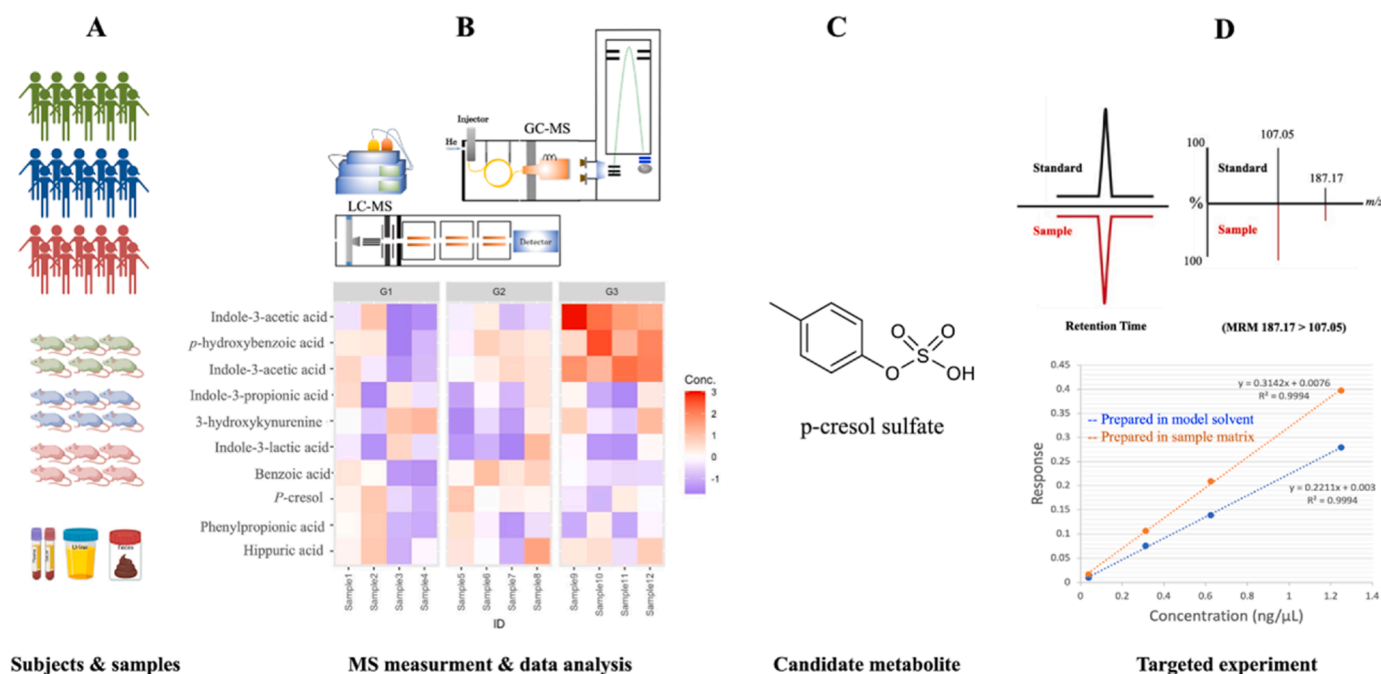 A
B
C
D
Injector
He
GC-MS
LC-MS
Detector
Urine
Feces
G1
G2
G3
Indole-3-acetic acid
p-hydroxybenzoic acid
Indole-3-acetic acid
Indole-3-propionic acid
3-hydroxykynurenine
Indole-3-lactic acid
Benzoic acid
P-cresol
Phenylpropionic acid
Hippuric acid
Conc.
3
2
1
0
-1
Sample1
Sample2
Sample3
Sample4
Sample5
Sample6
Sample7
Sample8
Sample9
Sample10
Sample11
Sample12
ID
O
O
S
O
OH
p-cresol sulfate
Standard
Sample
Retention Time
100
107.05
Standard
187.17
%
m/z
Sample
100
(MRM 187.17 > 107.05)
0.45
0.4
0.35
0.3
0.25
0.2
0.15
0.1
0.05
0
Response
y = 0.3142x + 0.0076
R² = 0.9994
Prepared in model solvent
Prepared in sample matrix
y = 0.2211x + 0.003
R² = 0.9994
0
0.2
0.4
0.6
0.8
1
1.2
1.4
Concentration (ng/µL)
Subjects & samples
MS measurment & data analysis
Candidate metabolite
Targeted experiment